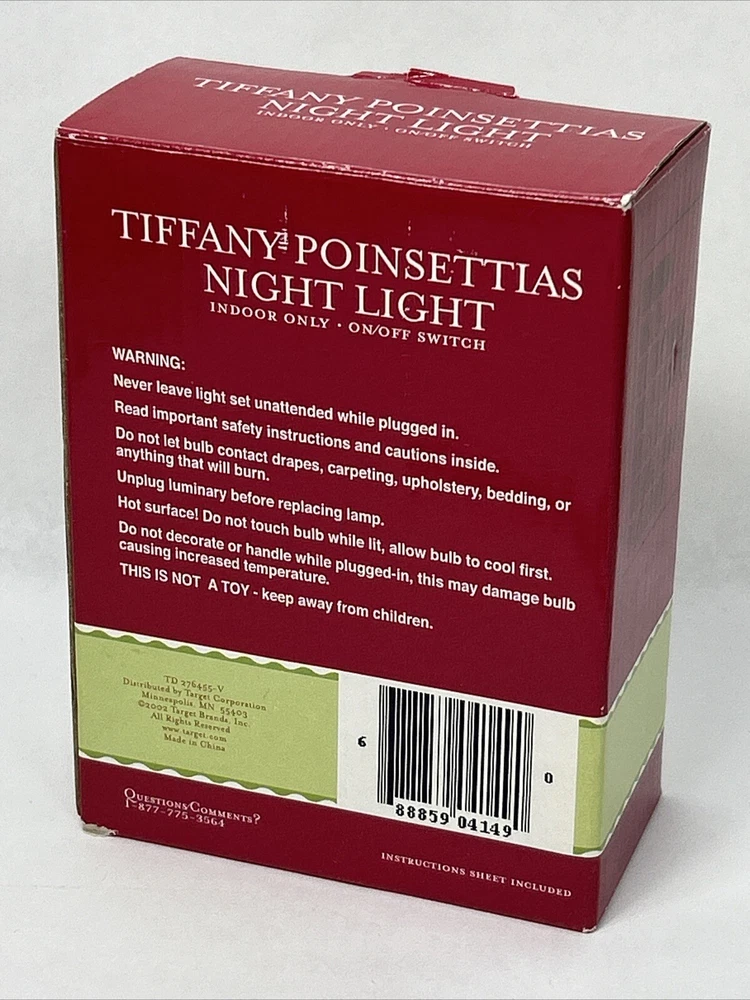 TIFFANY POINSETTIAS
NIGHT LIGHT
INDOOR ONLY · ON/OFF SWITCH
TIFFANY POINSETTIAS
NIGHT LIGHT
INDOOR ONLY · ON/OFF SWITCH
WARNING:
Never leave light set unattended while plugged in.
Read important safety instructions and cautions inside.
Do not let bulb contact drapes, carpeting, upholstery, bedding, or
anything that will burn.
Unplug luminary before replacing lamp.
Hot surface! Do not touch bulb while lit, allow bulb to cool first.
Do not decorate or handle while plugged-in, this may damage bulb
causing increased temperature.
THIS IS NOT A TOY - keep away from children.
TD 276455-V
Distributed by Target Corporation
Minneapolis, MN 55403
©2002 Target Brands, Inc.
All Rights Reserved
www.target.com
Made in China
6 88859 04149 0
QUESTIONS/COMMENTS?
1-877-775-3564
INSTRUCTIONS SHEET INCLUDED